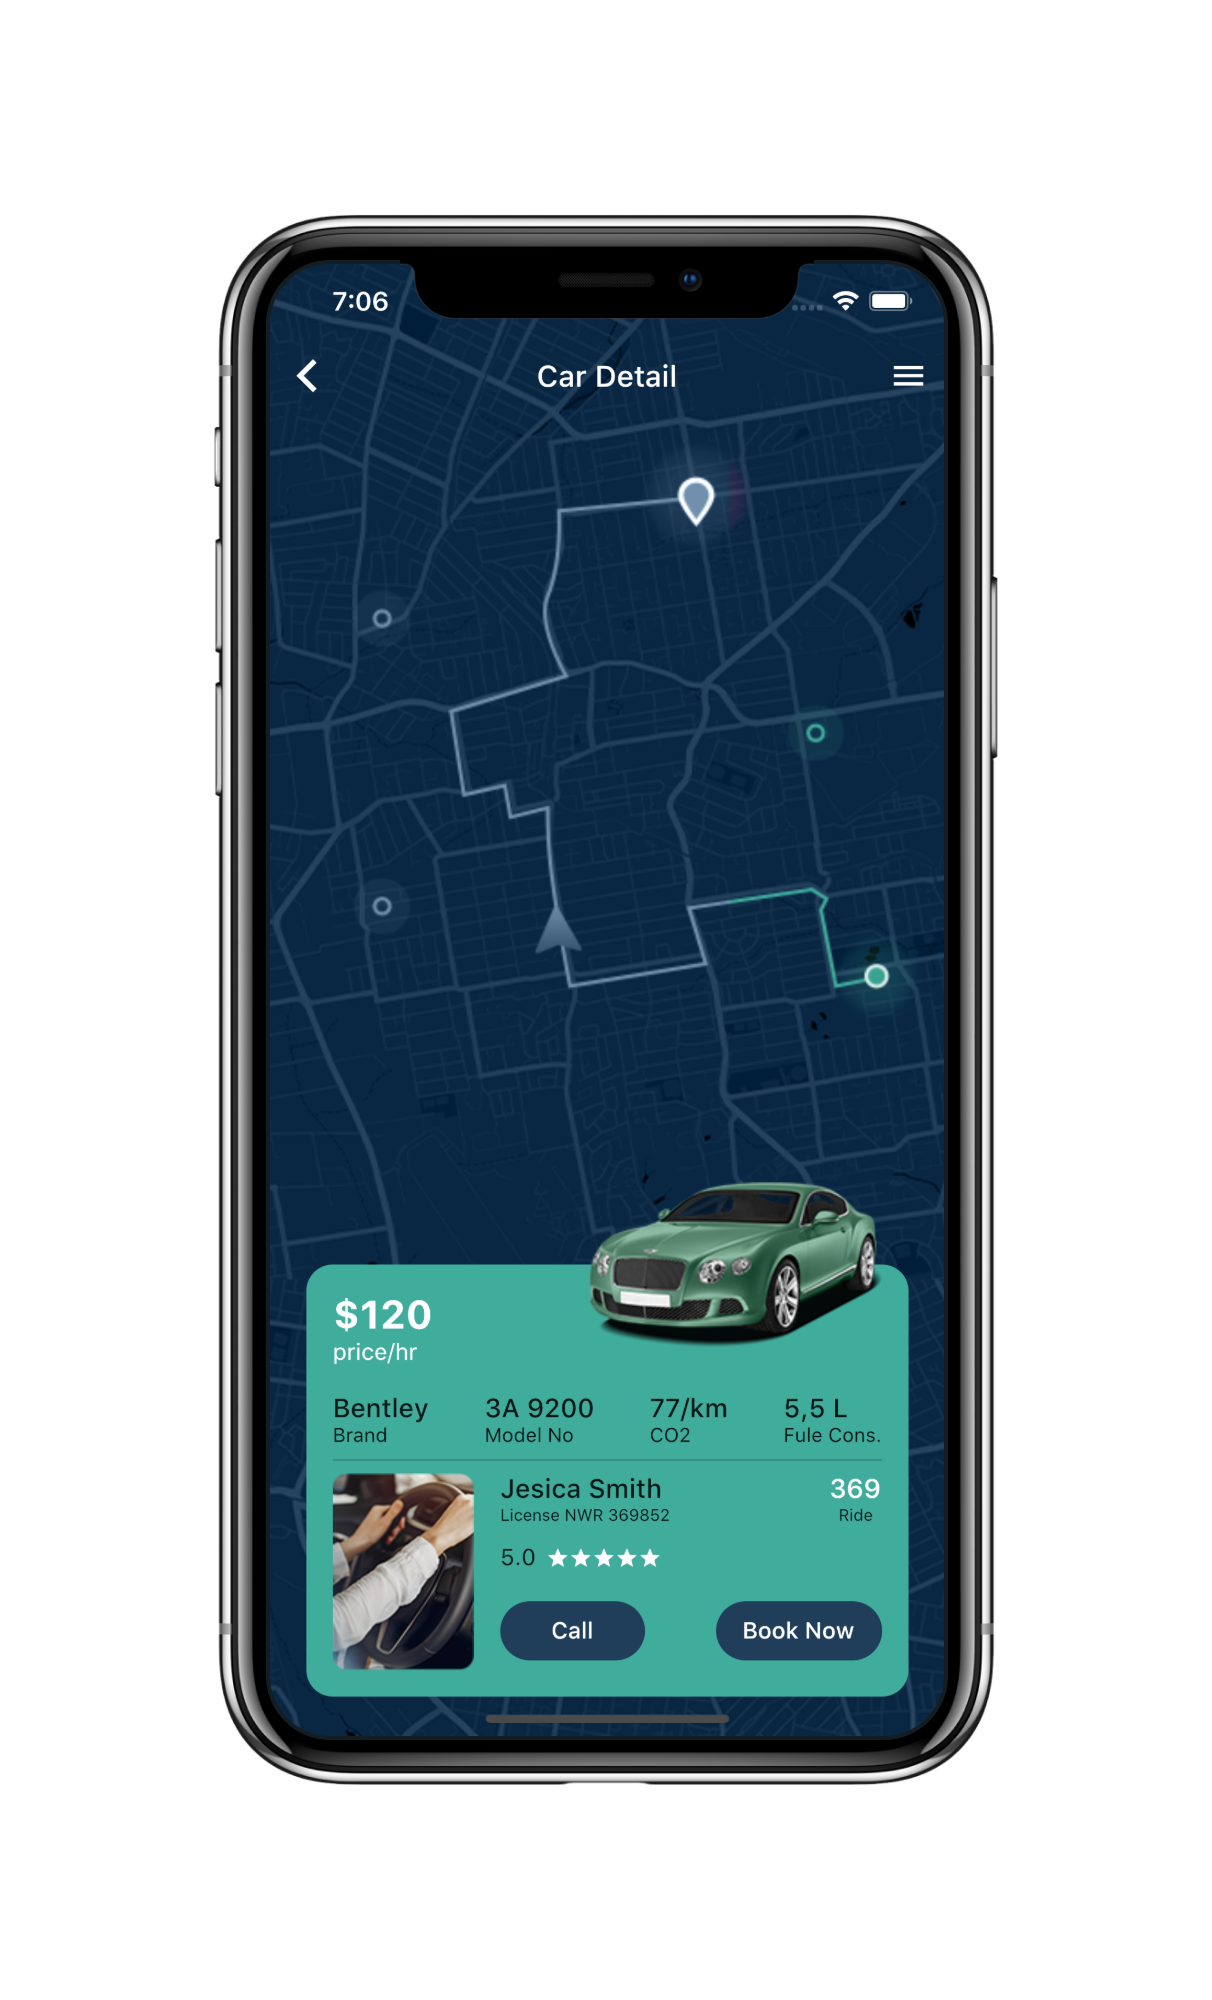 7:06
Car Detail
$120
price/hr
Bentley 3A 9200 77/km 5,5 L
Brand Model No CO2 Fule Cons.
Jesica Smith 369
License NWR 369852 Ride
5.0
Call Book Now